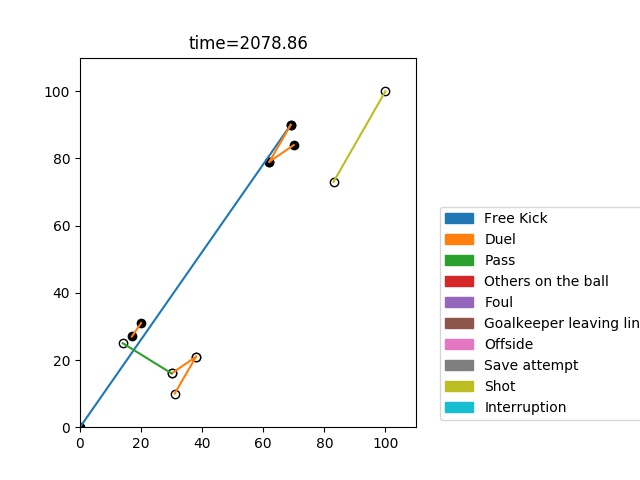 time=2078.86
100
80
60
40
20
0
0 20 40 60 80 100
Free Kick
Duel
Pass
Others on the ball
Foul
Goalkeeper leaving lin
Offside
Save attempt
Shot
Interruption